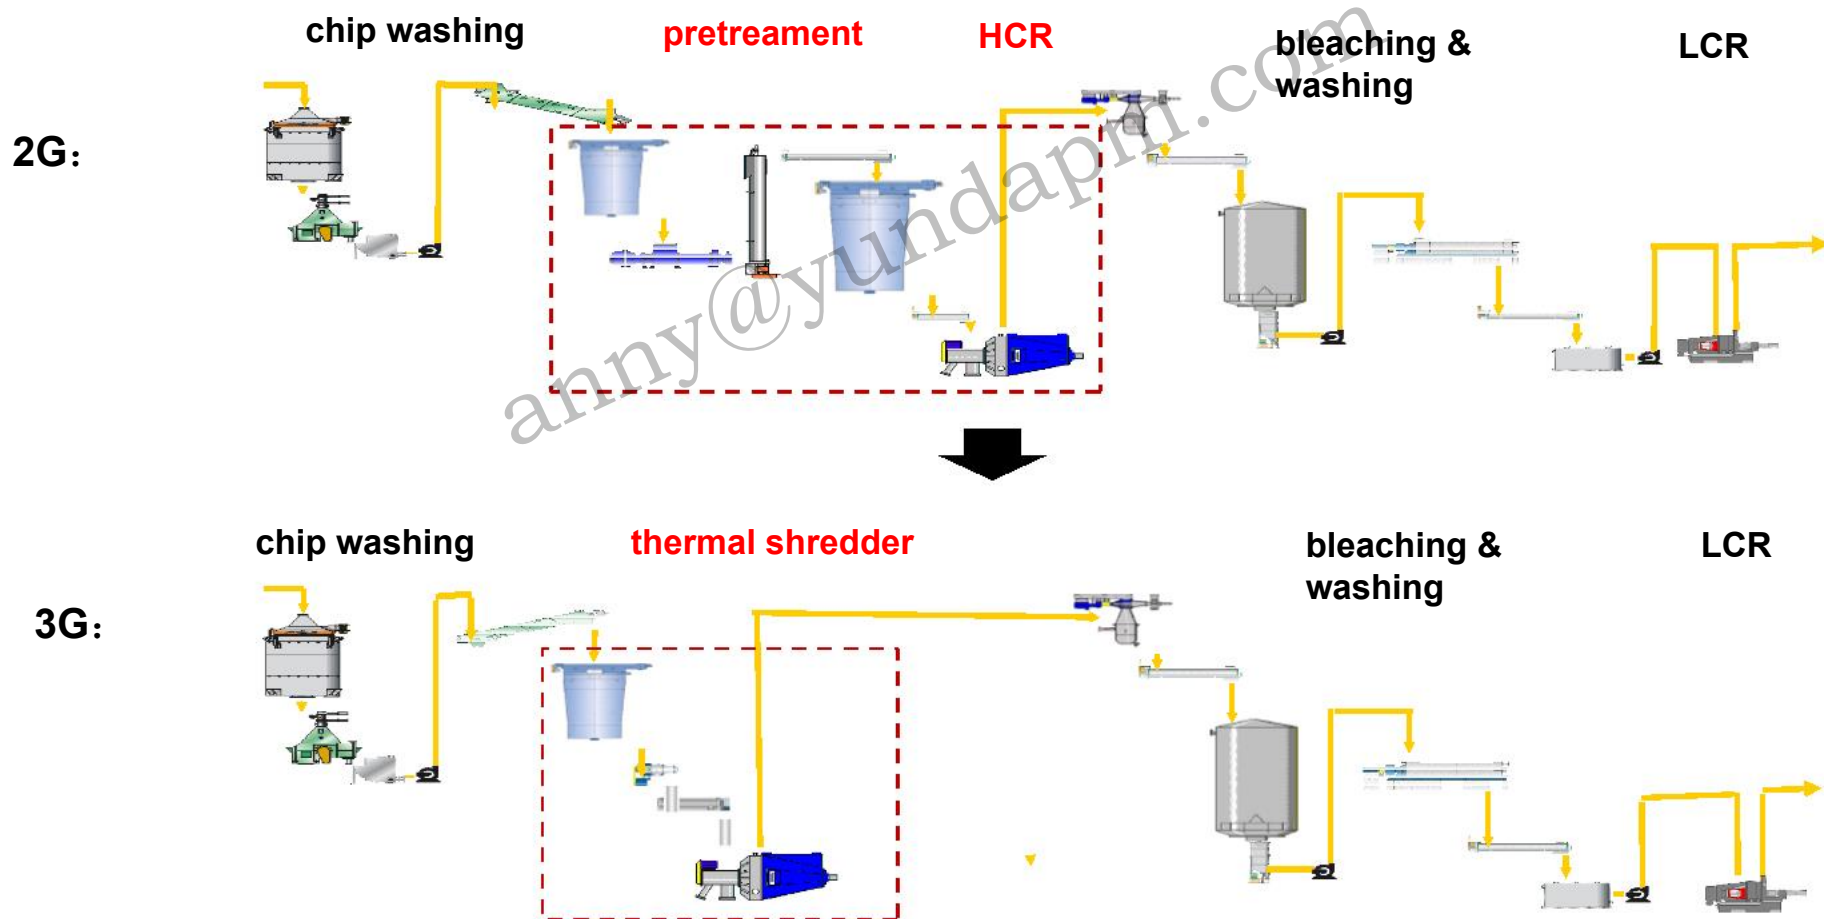 chip washing
pretreament
HCR
bleaching &
washing
LCR
2G：
anny@yundapm.com
chip washing
thermal shredder
bleaching &
washing
LCR
3G：